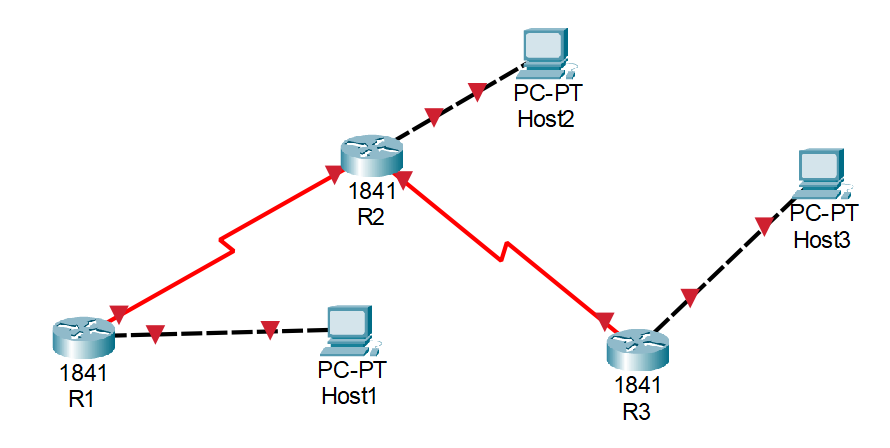 PC-PT
Host2
1841
R2
PC-PT
Host3
1841
R1
PC-PT
Host1
1841
R3